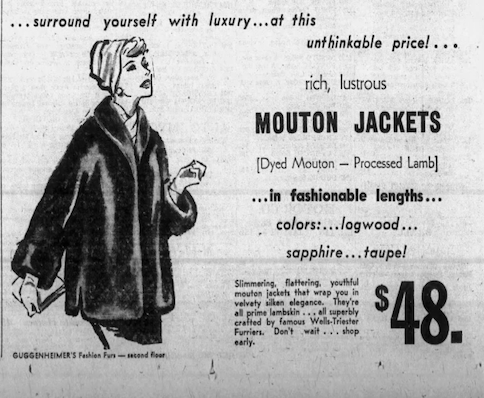 ...surround yourself with luxury...at this
unthinkable price!...
rich, lustrous
MOUTON JACKETS
[Dyed Mouton — Processed Lamb]
...in fashionable lengths...
colors:...logwood...
sapphire...taupe!
Slimmering, flattering, youthful
mouton jackets that wrap you in
velvety silken elegance. They're
all prime lambskin...all superbly
crafted by famous Wells-Triester
Furriers. Don't wait...shop
early.
$48.
GUGGENHEIMER'S Fashion Furs — second floor